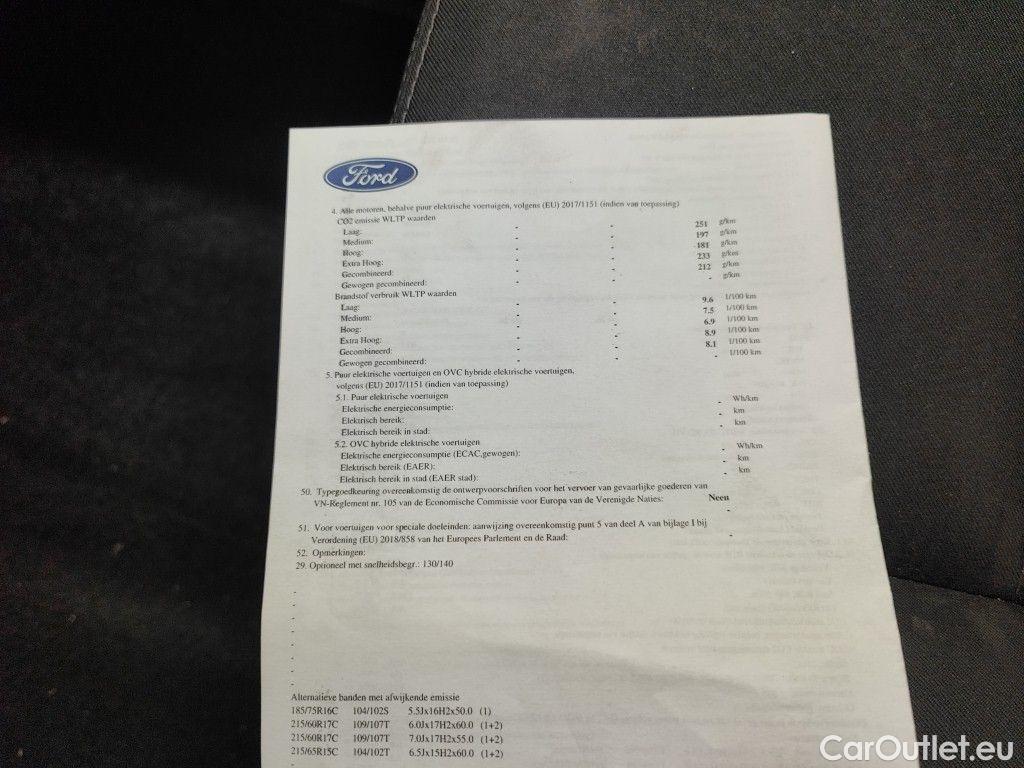 Ford
4. Alle motoren, behalve puur elektrische voertuigen, volgens (EU) 2017/1151 (indien van toepassing)
CO2 emissie WLTP waarden
Laag: - - 251 g/km
Medium: - - 197 g/km
Hoog: - - 181 g/km
Extra Hoog: - - 233 g/km
Gecombineerd: - - 212 g/km
Gewogen gecombineerd: - g/km
Brandstof verbruik WLTP waarden
Laag: - - 9.6 l/100 km
Medium: - - 7.5 l/100 km
Hoog: - - 6.9 l/100 km
Extra Hoog: - - 8.9 l/100 km
Gecombineerd: - - 8.1 l/100 km
Gewogen gecombineerd: - l/100 km
5. Puur elektrische voertuigen en OVC hybride elektrische voertuigen,
volgens (EU) 2017/1151 (indien van toepassing)
5.1. Puur elektrische voertuigen
Elektrische energieconsumptie: - Wh/km
Elektrisch bereik: - km
Elektrisch bereik in stad: - km
5.2. OVC hybride elektrische voertuigen
Elektrische energieconsumptie (ECAC,gewogen): - Wh/km
Elektrisch bereik (EAER): - km
Elektrisch bereik in stad (EAER stad): - km
50. Typegoedkeuring overeenkomstig de ontwerpvoorschriften voor het vervoer van gevaarlijke goederen van
VN-Reglement nr. 105 van de Economische Commissie voor Europa van de Verenigde Naties: Neen
-
51. Voor voertuigen voor speciale doeleinden: aanwijzing overeenkomstig punt 5 van deel A van bijlage I bij
Verordening (EU) 2018/858 van het Europees Parlement en de Raad: -
52. Opmerkingen:
29. Optioneel met snelheidsbegr.: 130/140
-
-
-
-
-
-
-
-
Alternatieve banden met afwijkende emissie
185/75R16C 104/102S 5.5Jx16H2x50.0 (1)
215/60R17C 109/107T 6.0Jx17H2x60.0 (1+2)
215/60R17C 109/107T 7.0Jx17H2x55.0 (1+2)
215/65R15C 104/102T 6.5Jx15H2x60.0 (1+2)
-
CarOutlet.eu